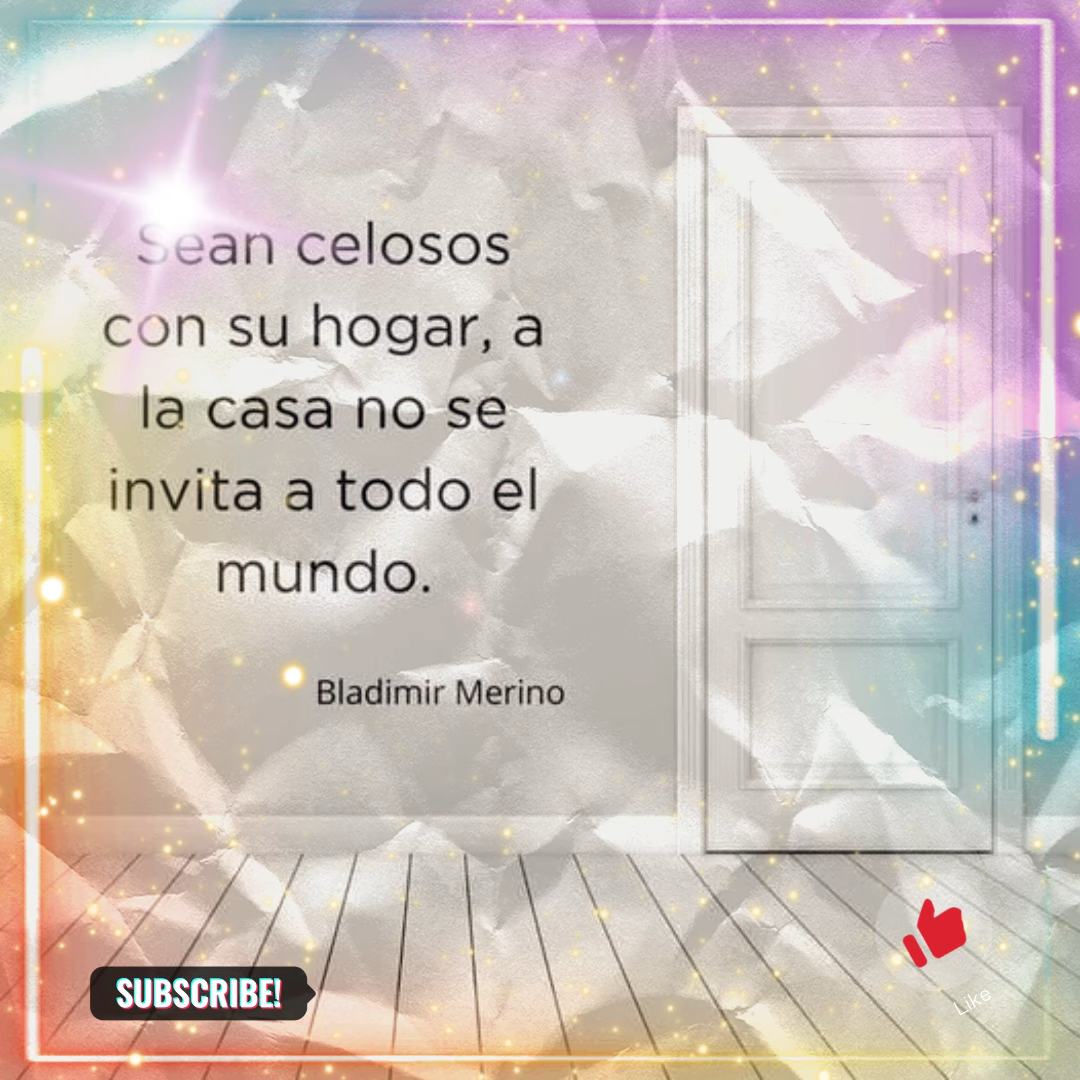 Sean celosos
con su hogar, a
la casa no se
invita a todo el
mundo.
Bladimir Merino
SUBSCRIBE!
Like